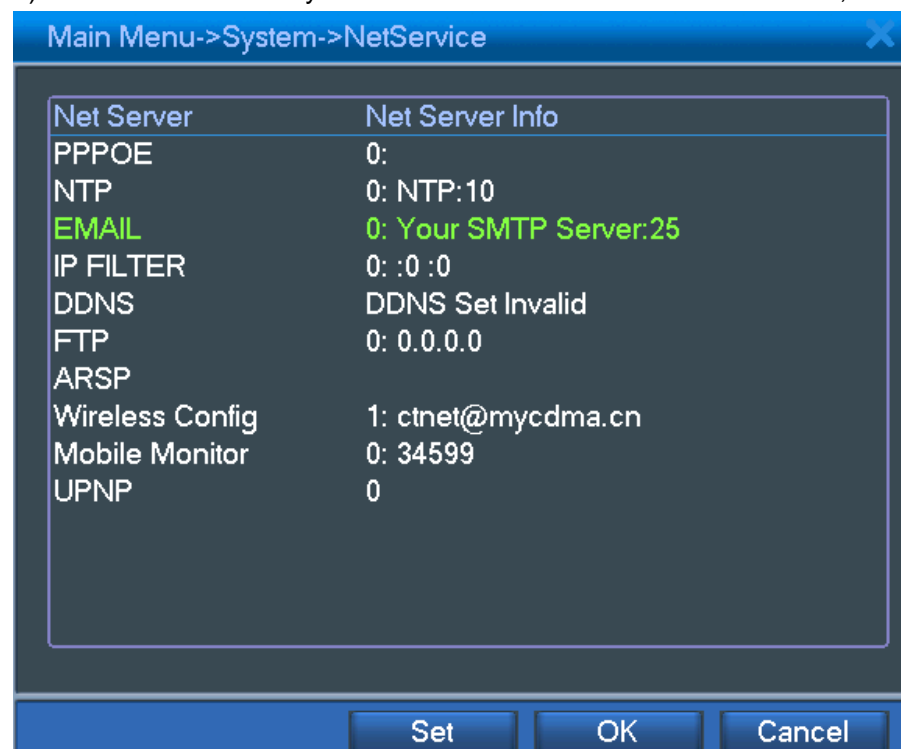 Main Menu->System->NetService
Net Server Net Server Info
PPPOE 0:
NTP 0: NTP:10
EMAIL 0: Your SMTP Server:25
IP FILTER 0: :0 :0
DDNS DDNS Set Invalid
FTP 0: 0.0.0.0
ARSP
Wireless Config 1: ctnet@mycdma.cn
Mobile Monitor 0: 34599
UPNP 0
Set OK Cancel